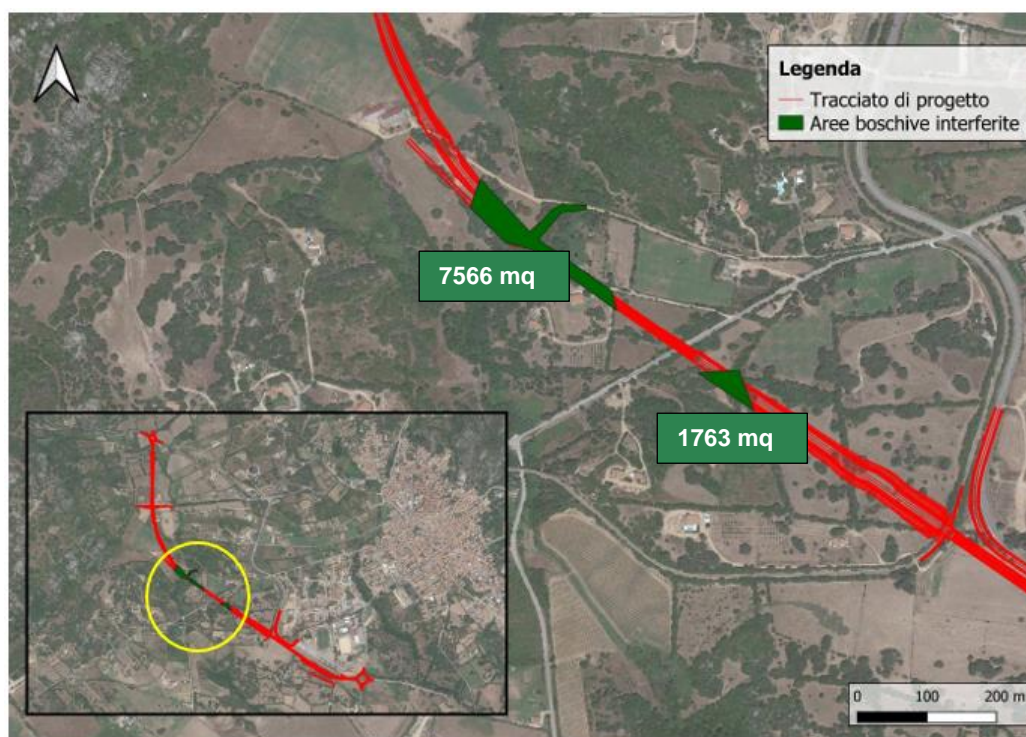 Legenda
Tracciato di progetto
Aree boschive interferite
7566 mq
1763 mq
0 100 200 m